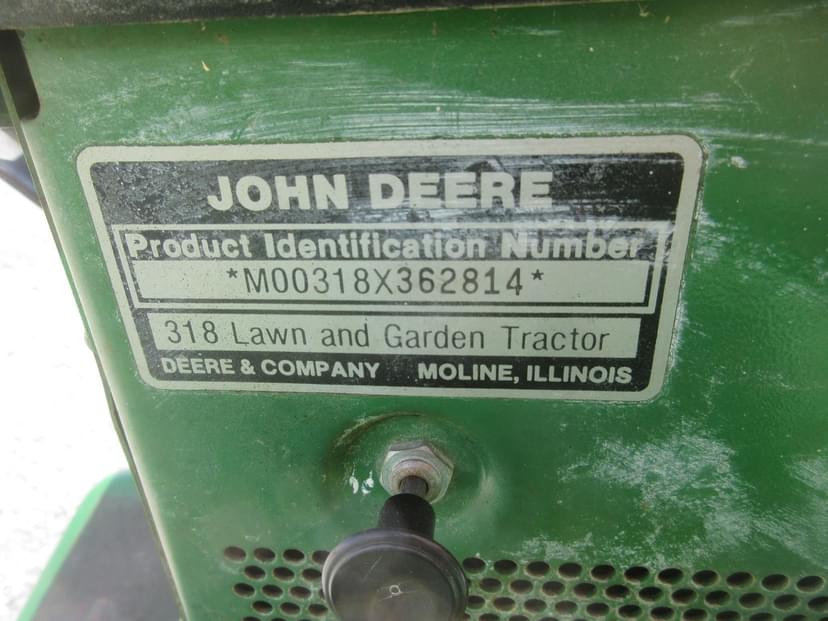 JOHN DEERE
Product Identification Number
*M00318X362814*
318 Lawn and Garden Tractor
DEERE & COMPANY MOLINE, ILLINOIS